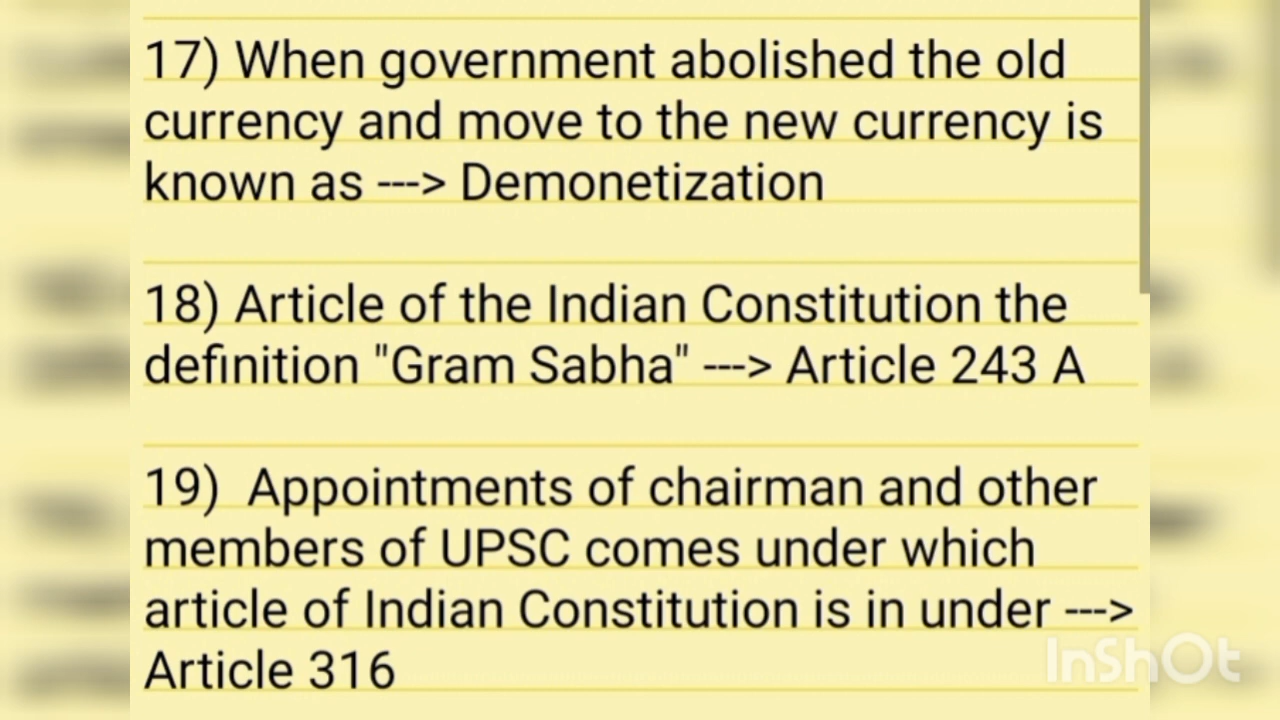 17) When government abolished the old
currency and move to the new currency is
known as ---> Demonetization
18) Article of the Indian Constitution the
definition "Gram Sabha" ---> Article 243 A
19)  Appointments of chairman and other
members of UPSC comes under which
article of Indian Constitution is in under --->
Article 316
InShOt